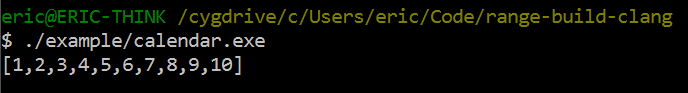 eric@ERIC-THINK /cygdrive/c/Users/eric/Code/range-build-clang
$ ./example/calendar.exe
[1,2,3,4,5,6,7,8,9,10]